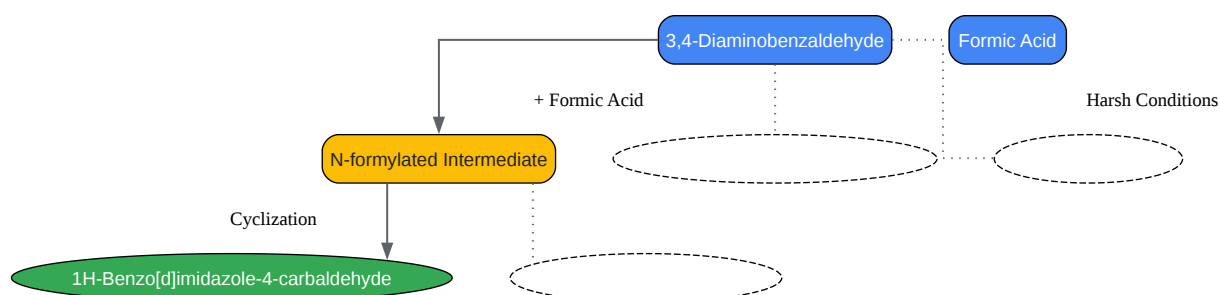 3,4-Diaminobenzaldehyde
Formic Acid
+ Formic Acid
Harsh Conditions
N-formylated Intermediate
Cyclization
1H-Benzo[d]imidazole-4-carbaldehyde